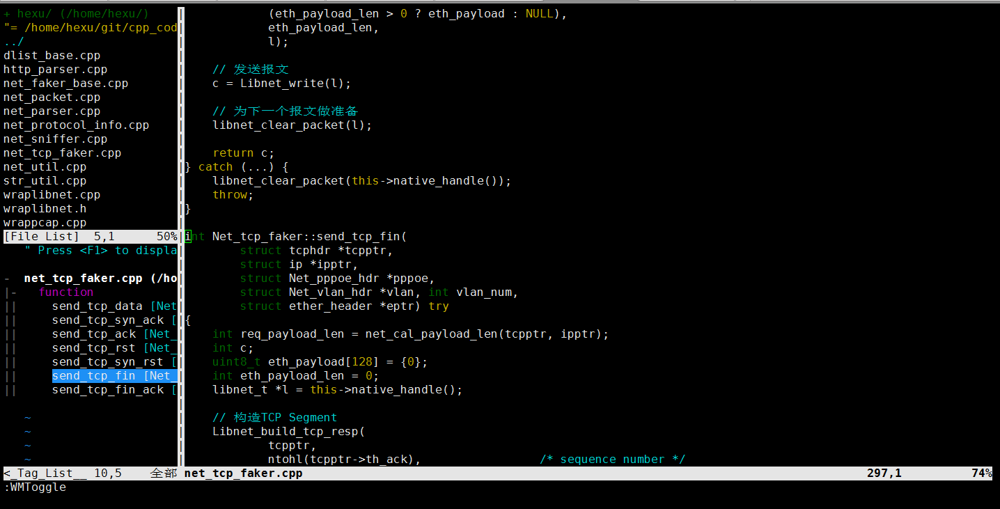 + hexu/ (/home/hexu/)
"= /home/hexu/git/cpp_cod
../
dlist_base.cpp
http_parser.cpp
net_faker_base.cpp
net_packet.cpp
net_parser.cpp
net_protocol_info.cpp
net_sniffer.cpp
net_tcp_faker.cpp
net_util.cpp
str_util.cpp
wraplibnet.cpp
wraplibnet.h
wrappcap.cpp
[File List]  5,1      50%
" Press <F1> to displa
-  net_tcp_faker.cpp (/ho
|-   function
||     send_tcp_data [Net
||     send_tcp_syn_ack [
||     send_tcp_ack [Net_
||     send_tcp_rst [Net_
||     send_tcp_syn_rst [
||     send_tcp_fin [Net_
||     send_tcp_fin_ack [
~
~
~
~
<_Tag_List__ 10,5    全部
            (eth_payload_len > 0 ? eth_payload : NULL),
            eth_payload_len,
            l);
    // 发送报文
    c = Libnet_write(l);
    // 为下一个报文做准备
    libnet_clear_packet(l);
    return c;
} catch (...) {
    libnet_clear_packet(this->native_handle());
    throw;
}
int Net_tcp_faker::send_tcp_fin(
        struct tcphdr *tcpptr,
        struct ip *ipptr,
        struct Net_pppoe_hdr *pppoe,
        struct Net_vlan_hdr *vlan, int vlan_num,
        struct ether_header *eptr) try
{
    int req_payload_len = net_cal_payload_len(tcpptr, ipptr);
    int c;
    uint8_t eth_payload[128] = {0};
    int eth_payload_len = 0;
    libnet_t *l = this->native_handle();
    // 构造TCP Segment
    Libnet_build_tcp_resp(
            tcpptr,
            ntohl(tcpptr->th_ack),                 /* sequence number */
net_tcp_faker.cpp    297,1    74%
:WMToggle